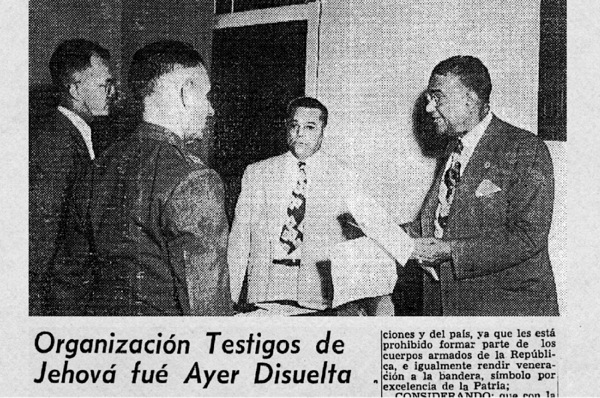 Organización Testigos de
Jehová fué Ayer Disuelta
ciones y del país, ya que les está
prohibido formar parte de los
cuerpos armados de la Repúbli-
ca, e igualmente rendir venera-
ción a la bandera, símbolo por
excelencia de la Patria;
CONSIDERANDO: que con la